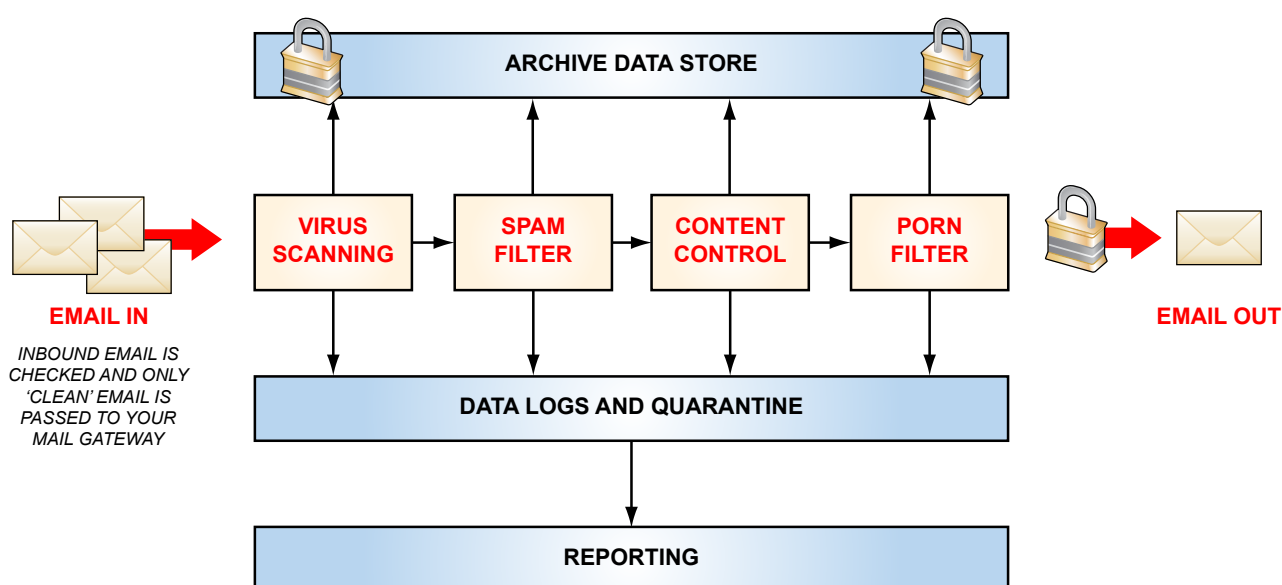 ARCHIVE DATA STORE
VIRUS
SCANNING
SPAM
FILTER
CONTENT
CONTROL
PORN
FILTER
EMAIL IN
EMAIL OUT
INBOUND EMAIL IS
CHECKED AND ONLY
‘CLEAN’ EMAIL IS
PASSED TO YOUR
MAIL GATEWAY
DATA LOGS AND QUARANTINE
REPORTING